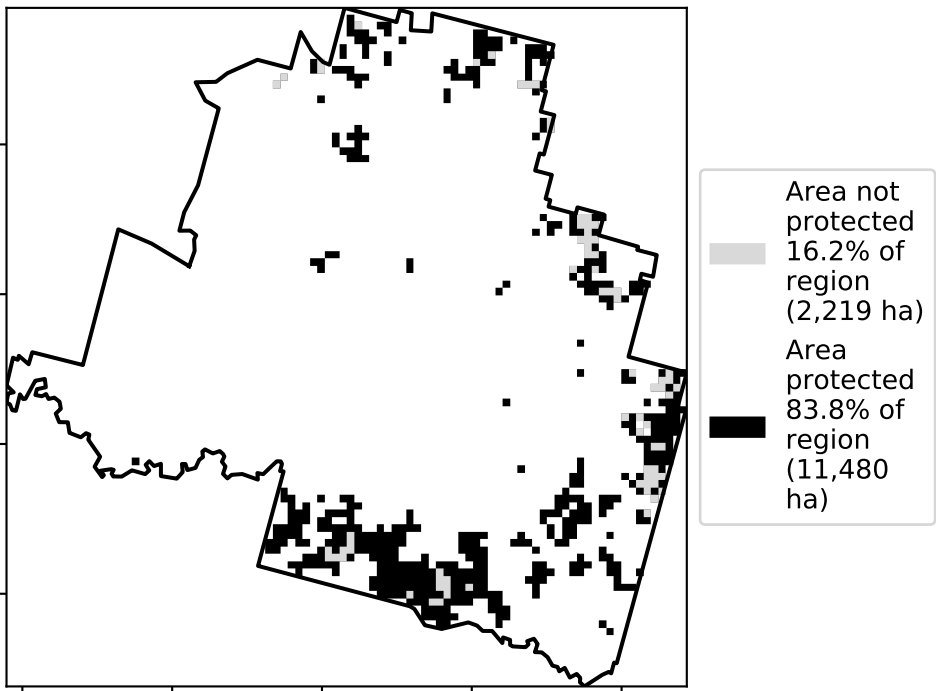 Area not
protected
16.2% of
region
(2,219 ha)
Area
protected
83.8% of
region
(11,480
ha)